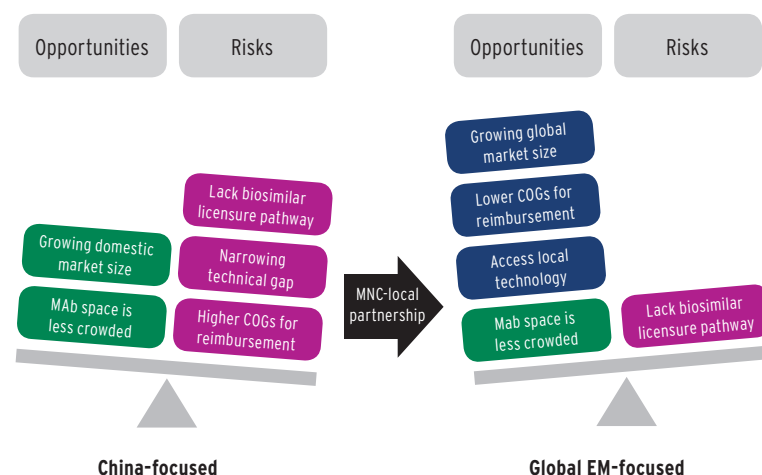 Opportunities
Risks
Growing domestic
market size
MAb space is
less crowded
Lack biosimilar
licensure pathway
Narrowing
technical gap
Higher COGs for
reimbursement
China-focused
MNC-local
partnership
Opportunities
Risks
Growing global
market size
Lower COGs for
reimbursement
Access local
technology
Mab space is
less crowded
Lack biosimilar
licensure pathway
Global EM-focused